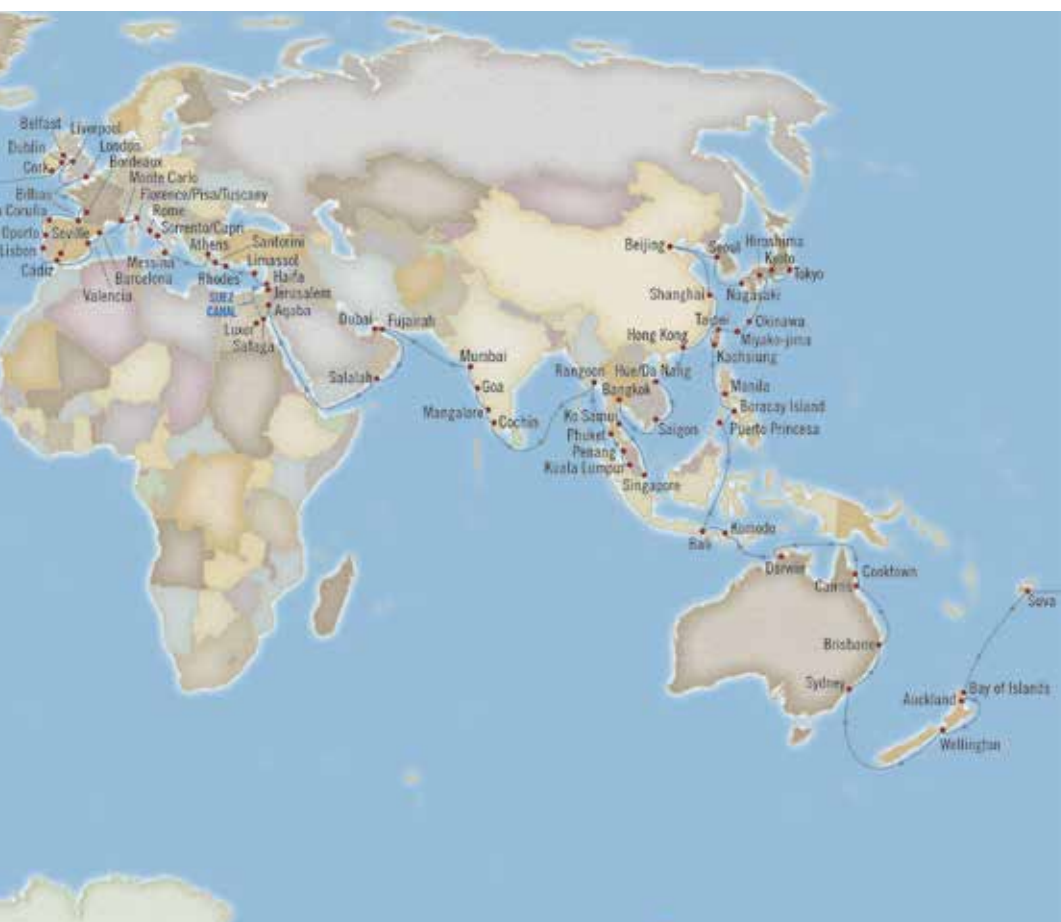 Belfast
Liverpool
Dublin
London
Cork
Bordeaux
Monte Carlo
Bilbao
Florence/Pisa/Tuscany
a Coruña
Rome
Oporto
Seville
Sorrento/Capri
Lisbon
Athens
Santorini
Cádiz
Messina
Limassol
Barcelona
Rhodes
Haifa
Valencia
Jerusalem
SUEZ
CANAL
Aqaba
Luxor
Safaga
Dubai
Fujairah
Salalah
Mumbai
Goa
Mangalore
Cochin
Rangoon
Hue/Da Nang
Bangkok
Ko Samui
Saigon
Phuket
Penang
Kuala Lumpur
Singapore
Beijing
Seoul
Hiroshima
Kyoto
Tokyo
Shanghai
Nagasaki
Taipei
Okinawa
Hong Kong
Miyako-jima
Kaohsiung
Manila
Boracay Island
Puerto Princesa
Bali
Komodo
Darwin
Cooktown
Cairns
Suva
Brisbane
Sydney
Bay of Islands
Auckland
Wellington